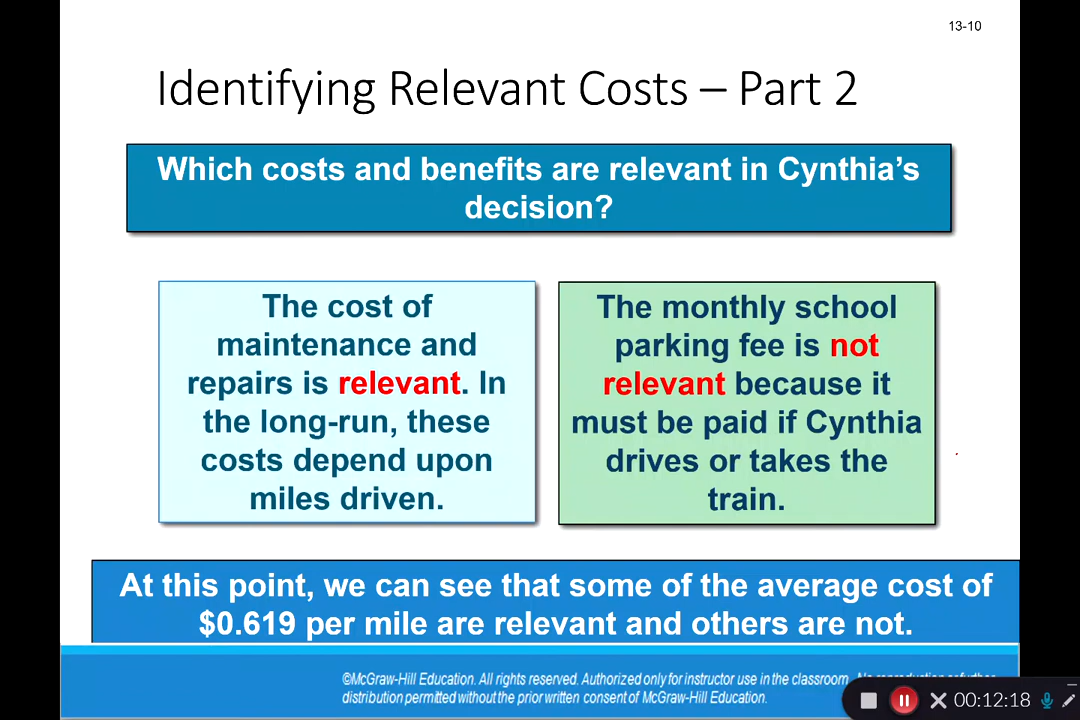 13-10
Identifying Relevant Costs – Part 2
Which costs and benefits are relevant in Cynthia's
decision?
The cost of
maintenance and
repairs is relevant. In
the long-run, these
costs depend upon
miles driven.
The monthly school
parking fee is not
relevant because it
must be paid if Cynthia
drives or takes the
train.
At this point, we can see that some of the average cost of
$0.619 per mile are relevant and others are not.
©McGraw-Hill Education. All rights reserved. Authorized only for instructor use in the classroom.
distribution permitted without the prior written consent of McGraw-Hill Education.
00:12:18